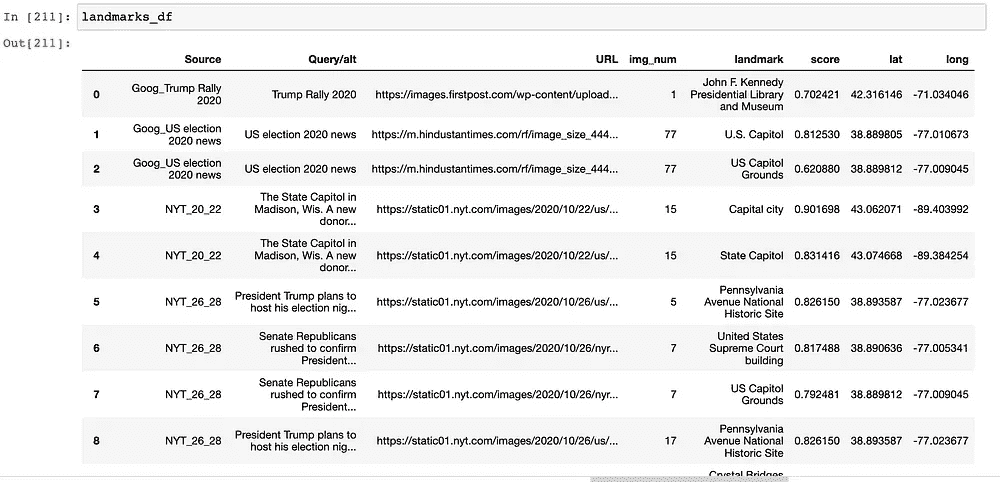 In [211]: landmarks_df
Out[211]:
Source Query/alt URL img_num landmark score lat long
0 Goog_Trump Rally 2020 Trump Rally 2020 https://images.firstpost.com/wp-content/upload... 1 John F. Kennedy Presidential Library and Museum 0.702421 42.316146 -71.034046
1 Goog_US election 2020 news US election 2020 news https://m.hindustantimes.com/rf/image_size_444... 77 U.S. Capitol 0.812530 38.889805 -77.010673
2 Goog_US election 2020 news US election 2020 news https://m.hindustantimes.com/rf/image_size_444... 77 US Capitol Grounds 0.620880 38.889812 -77.009045
3 NYT_20_22 The State Capitol in Madison, Wis. A new donor... https://static01.nyt.com/images/2020/10/22/us/... 15 Capital city 0.901698 43.062071 -89.403992
4 NYT_20_22 The State Capitol in Madison, Wis. A new donor... https://static01.nyt.com/images/2020/10/22/us/... 15 State Capitol 0.831416 43.074668 -89.384254
5 NYT_26_28 President Trump plans to host his election nig... https://static01.nyt.com/images/2020/10/26/us/... 5 Pennsylvania Avenue National Historic Site 0.826150 38.893587 -77.023677
6 NYT_26_28 Senate Republicans rushed to confirm President... https://static01.nyt.com/images/2020/10/26/nyr... 7 United States Supreme Court building 0.817488 38.890636 -77.005341
7 NYT_26_28 Senate Republicans rushed to confirm President... https://static01.nyt.com/images/2020/10/26/nyr... 7 US Capitol Grounds 0.792481 38.889812 -77.009045
8 NYT_26_28 President Trump plans to host his election nig... https://static01.nyt.com/images/2020/10/26/us/... 17 Pennsylvania Avenue National Historic Site 0.826150 38.893587 -77.023677
Crystal Bridges